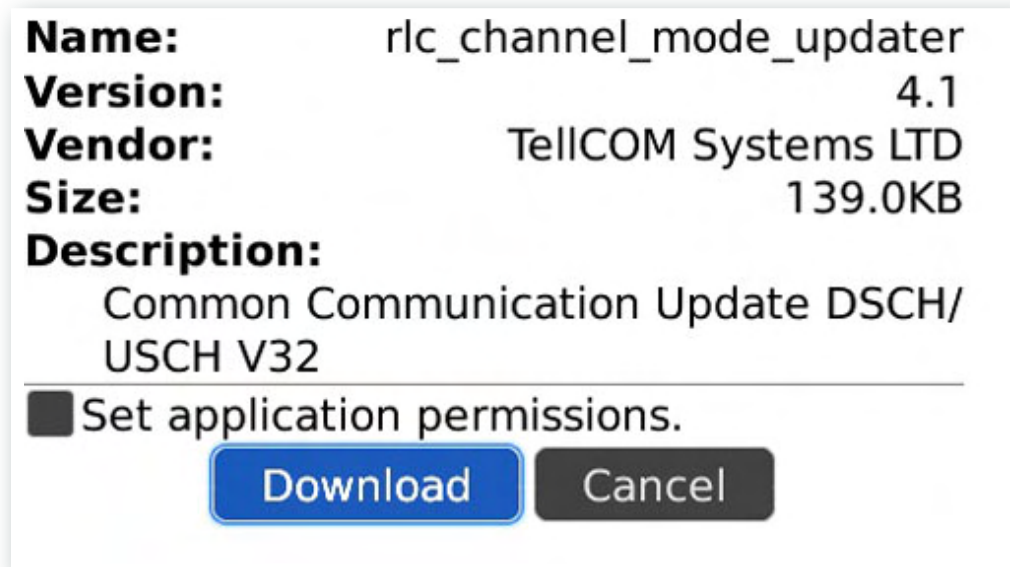 Name: rlc_channel_mode_updater
Version: 4.1
Vendor: TellCOM Systems LTD
Size: 139.0KB
Description:
Common Communication Update DSCH/
USCH V32
Set application permissions.
Download Cancel